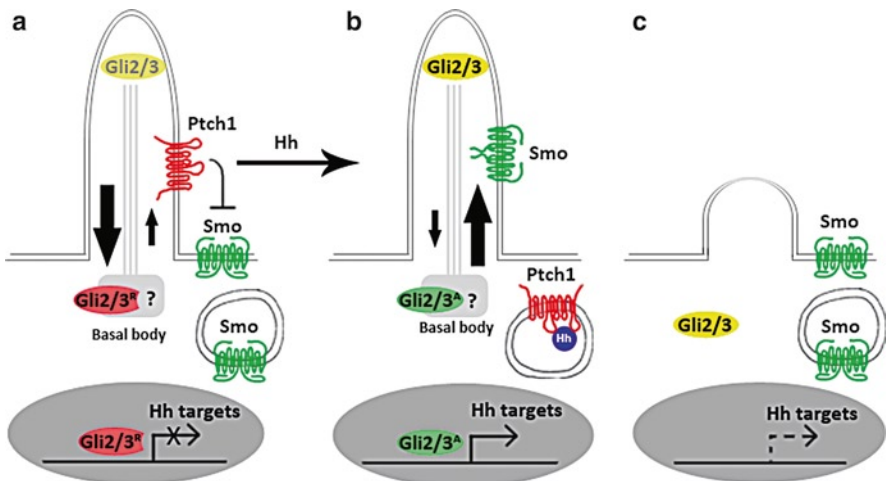 a
Gli2/3
Ptch1
Smo
Gli2/3R ?
Basal body
Smo
Hh targets
Gli2/3R
Hh
b
Gli2/3
Smo
Ptch1
Gli2/3A ?
Basal body
Hh
Hh targets
Gli2/3A
c
Smo
Gli2/3
Smo
Hh targets